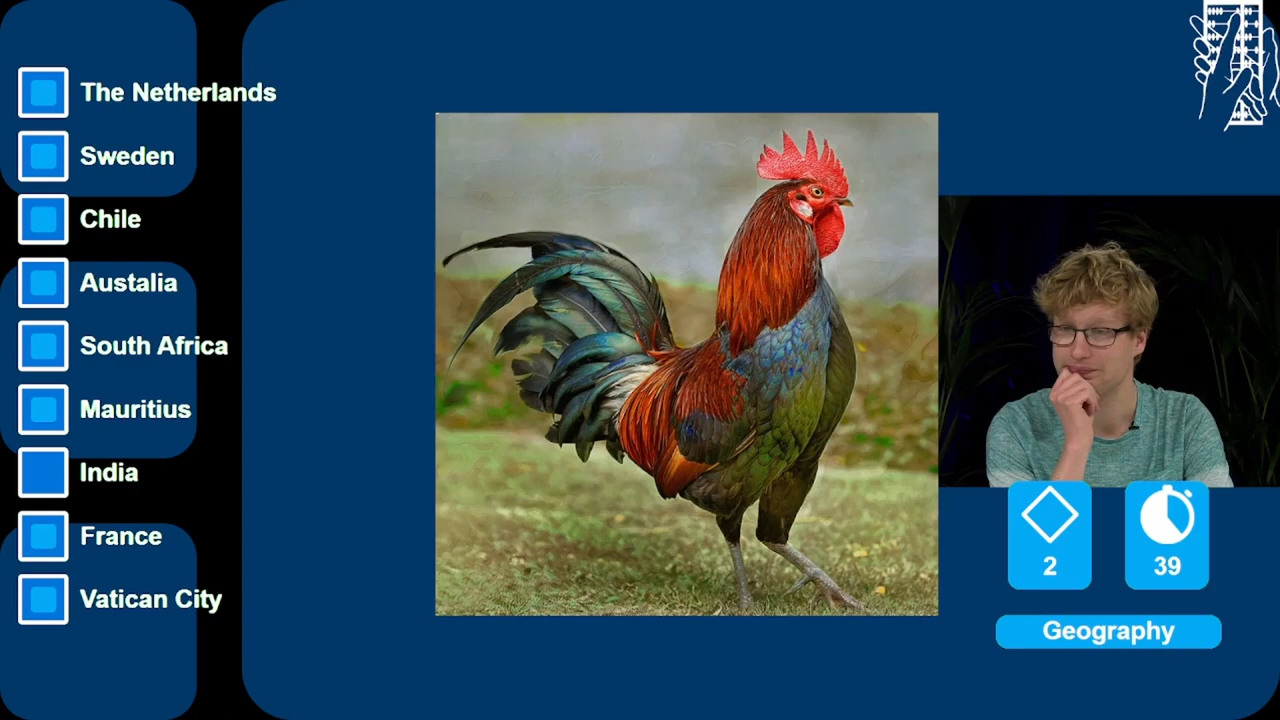 The Netherlands
Sweden
Chile
Austalia
South Africa
Mauritius
India
France
Vatican City
2
39
Geography